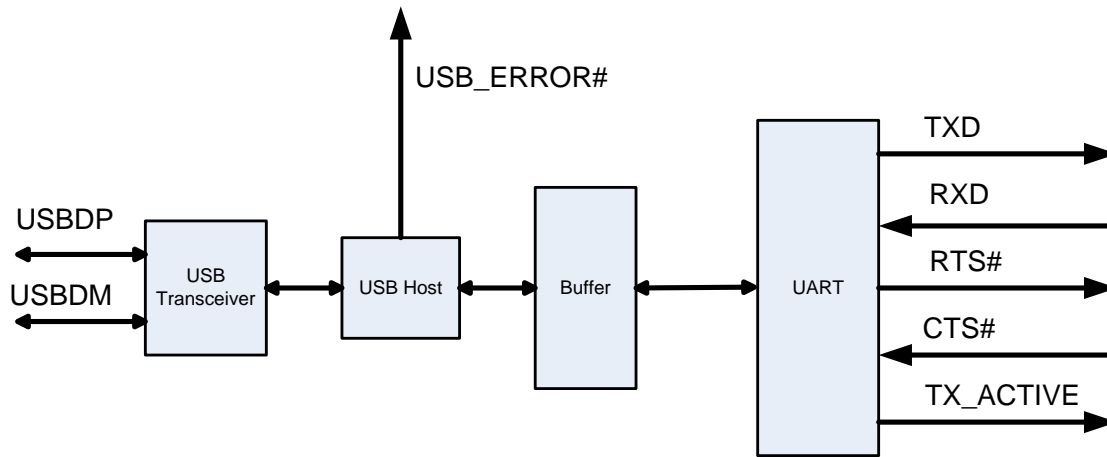 USB_ERROR#
TXD
RXD
USBDP
USB
Transceiver
USB Host
Buffer
UART
RTS#
USBDM
CTS#
TX_ACTIVE